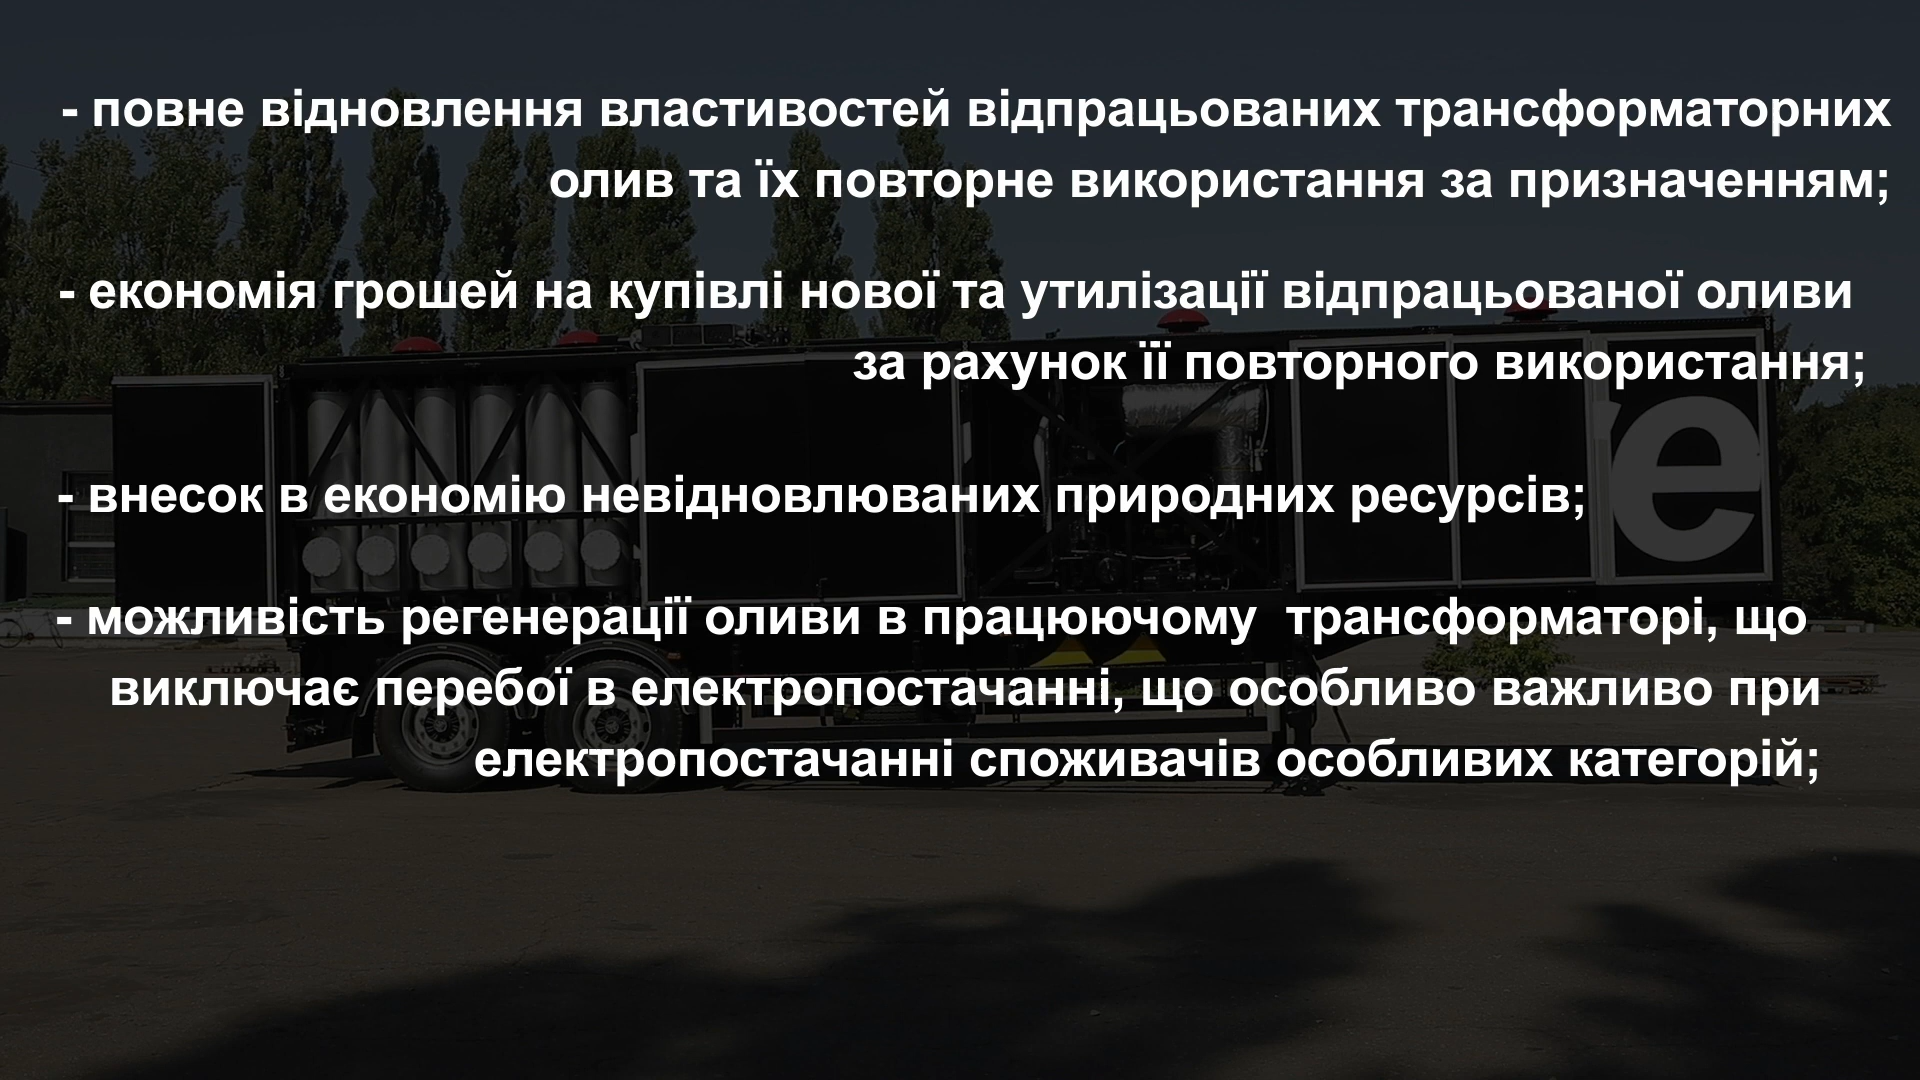 - повне відновлення властивостей відпрацьованих трансформаторних
олив та їх повторне використання за призначенням;
- економія грошей на купівлі нової та утилізації відпрацьованої оливи
за рахунок її повторного використання;
- внесок в економію невідновлюваних природних ресурсів;
- можливість регенерації оливи в працюючому  трансформаторі, що
виключає перебої в електропостачанні, що особливо важливо при
електропостачанні споживачів особливих категорій;